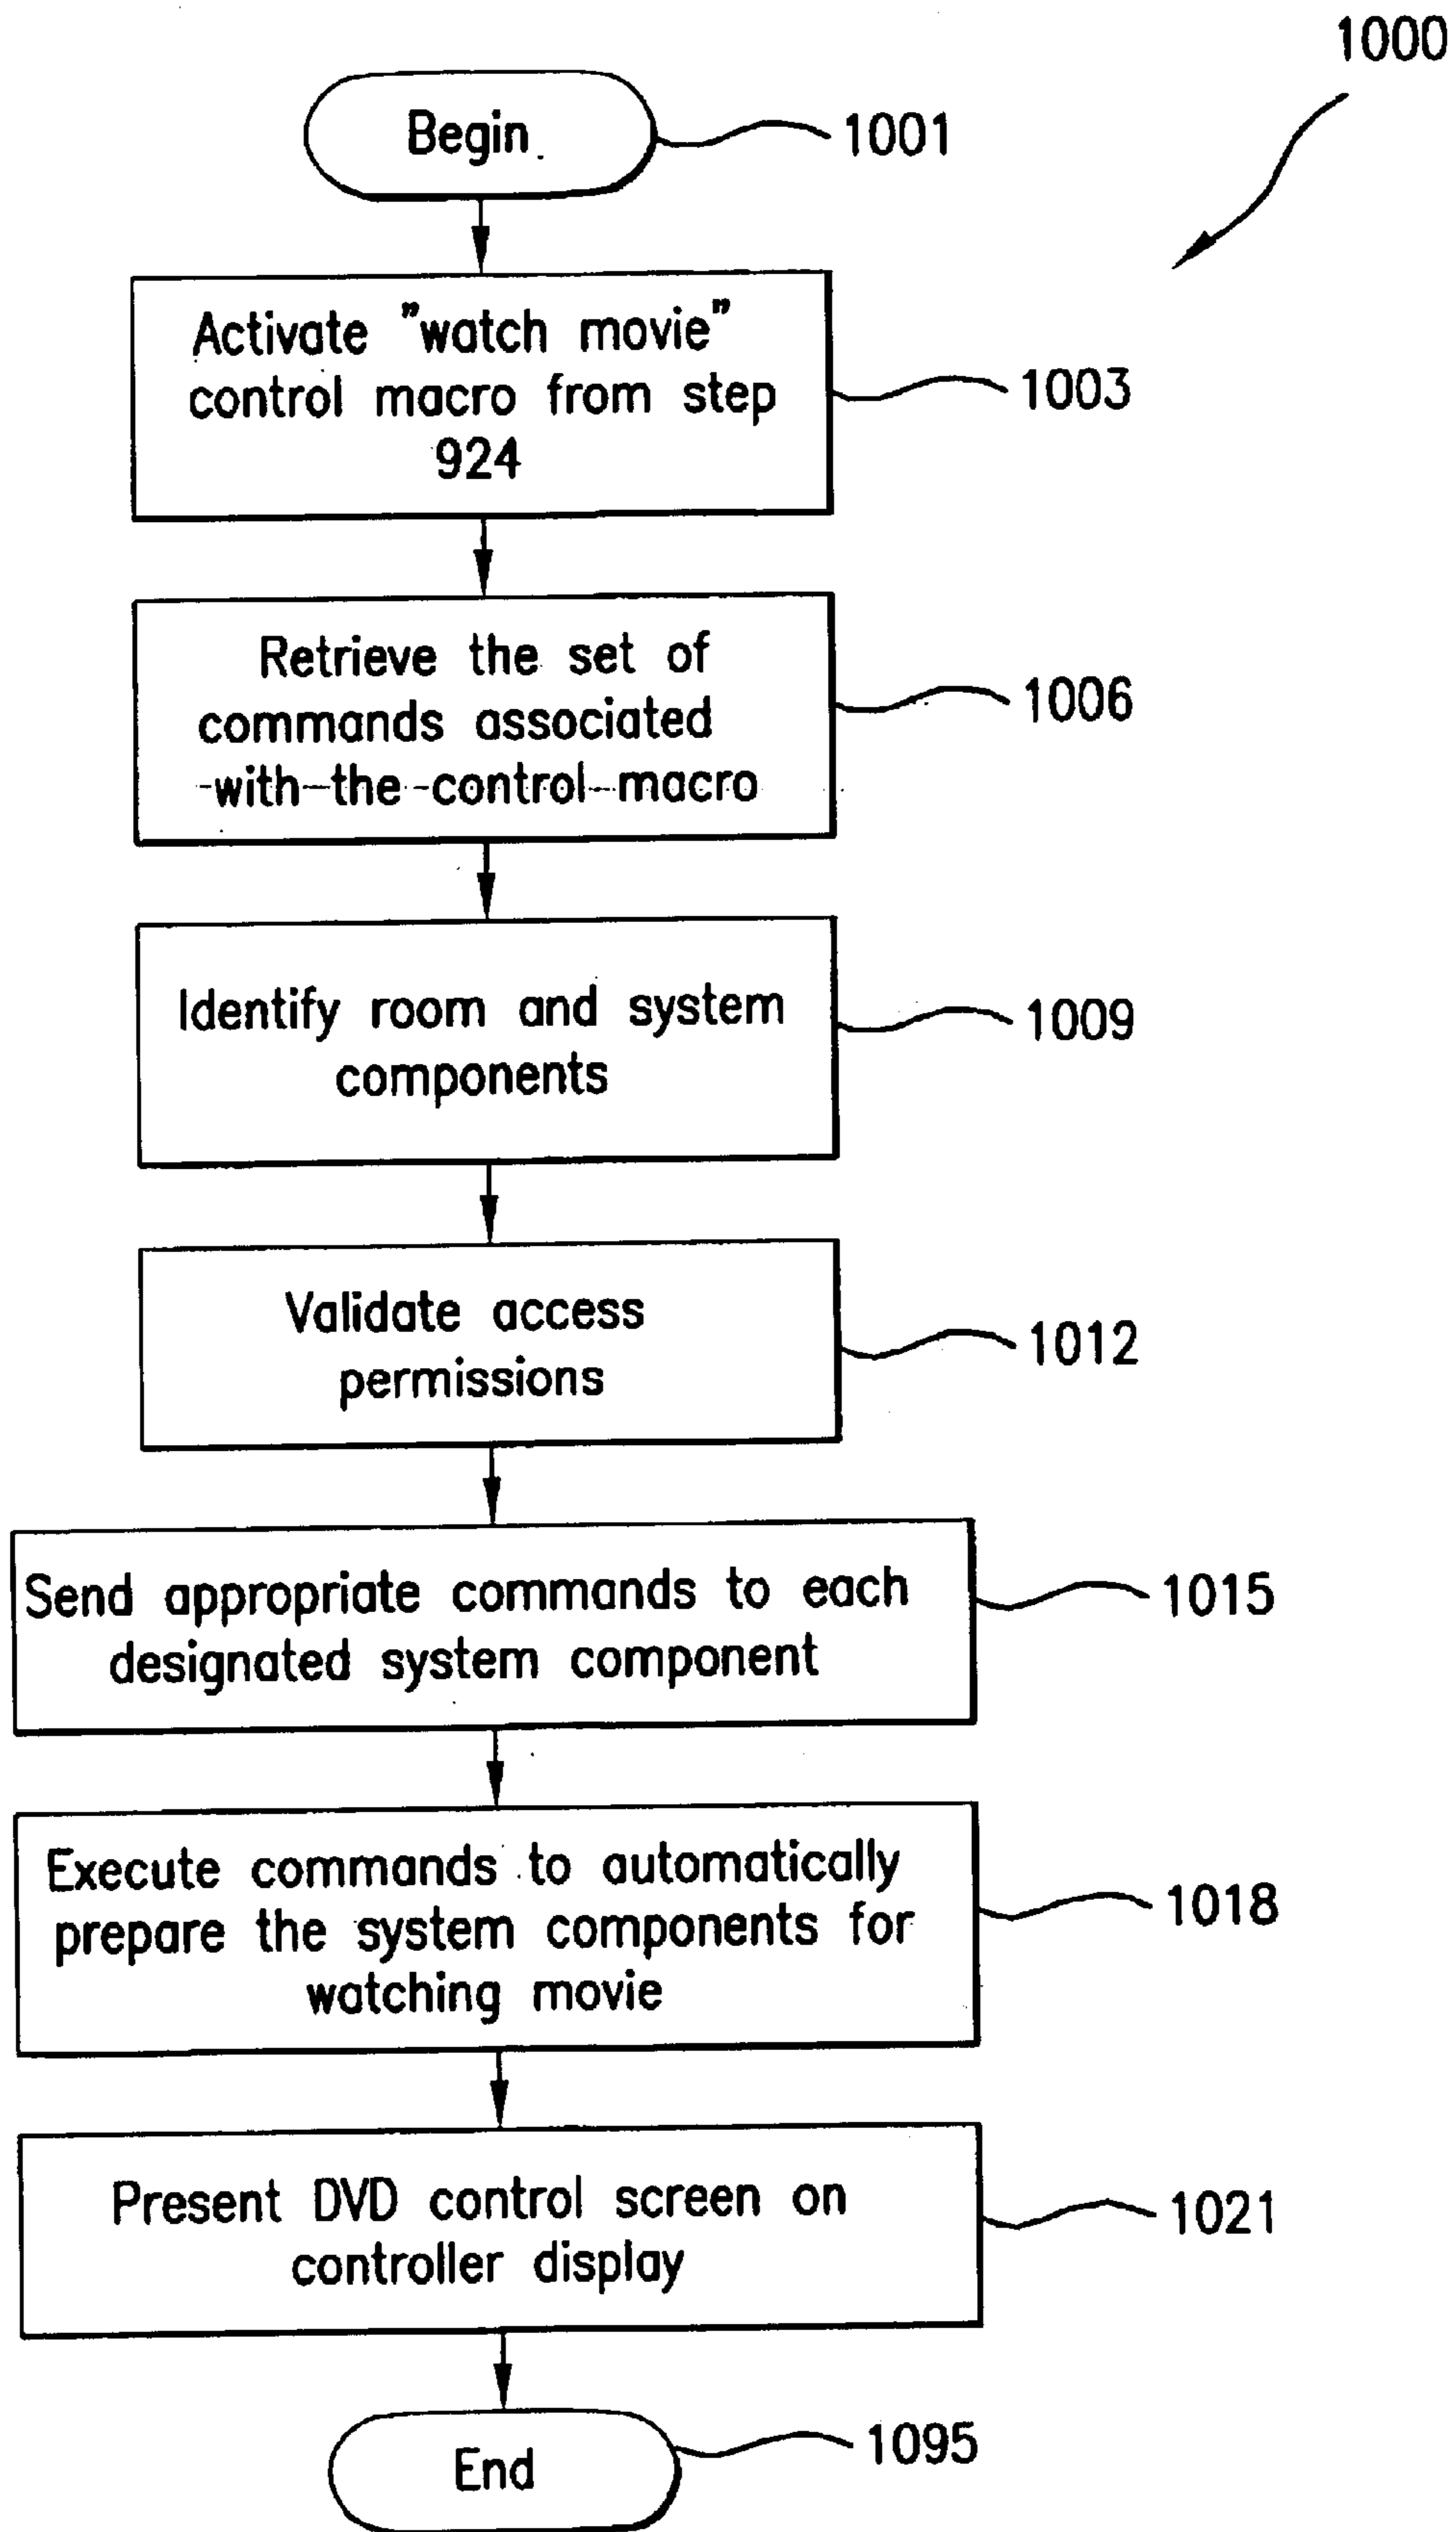 1000
Begin
1001
Activate "watch movie"
control macro from step
924
1003
Retrieve the set of
commands associated
with the control macro
1006
Identify room and system
components
1009
Validate access
permissions
1012
Send appropriate commands to each
designated system component
1015
Execute commands to automatically
prepare the system components for
watching movie
1018
Present DVD control screen on
controller display
1021
End
1095